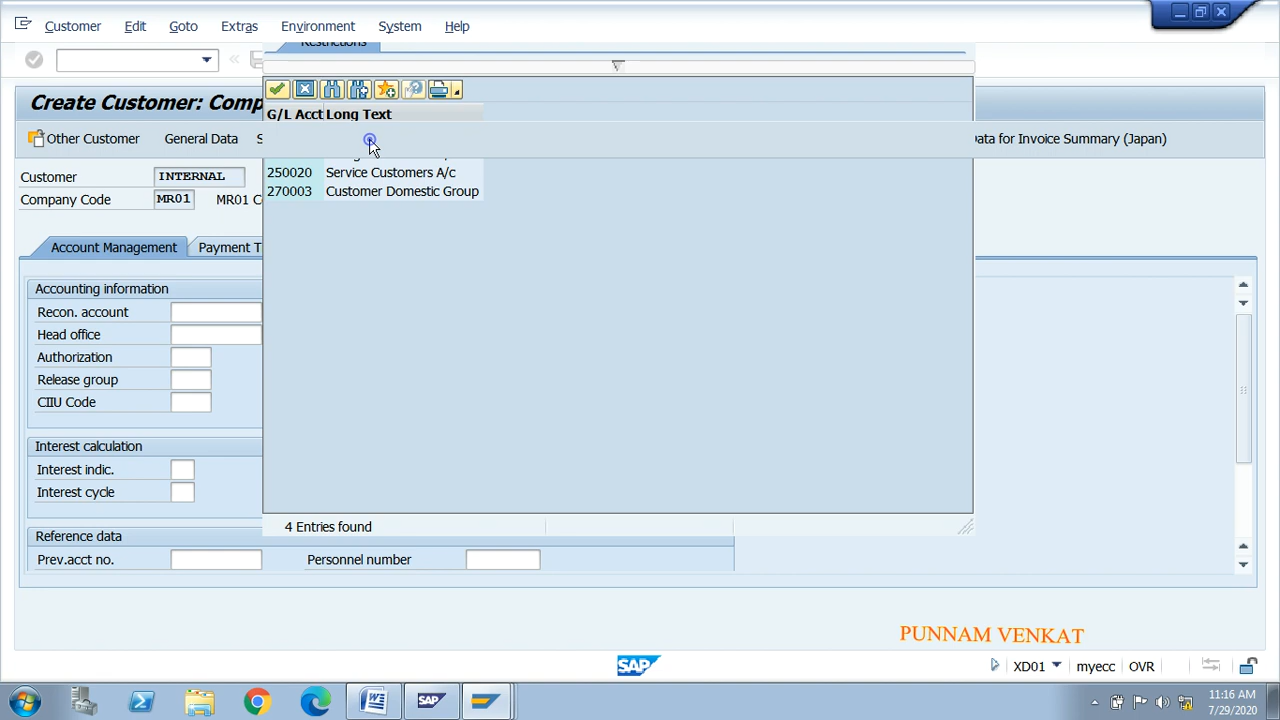 Customer Edit Goto Extras Environment System Help
Restrictions
Create Customer: Comp
Other Customer General Data S
Data for Invoice Summary (Japan)
G/L Acct Long Text
250020 Service Customers A/c
270003 Customer Domestic Group
4 Entries found
Customer INTERNAL
Company Code MR01 MR01 C
Account Management Payment T
Accounting information
Recon. account
Head office
Authorization
Release group
CIIU Code
Interest calculation
Interest indic.
Interest cycle
Reference data
Prev.acct no. Personnel number
PUNNAM VENKAT
SAP XD01 myecc OVR
11:16 AM
7/29/2020